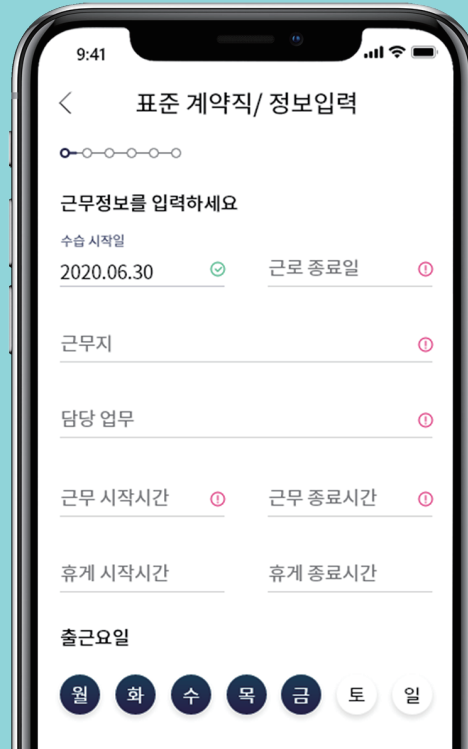 9:41
표준 계약직/ 정보입력
근무정보를 입력하세요
수습 시작일
2020.06.30 근로 종료일
근무지
담당 업무
근무 시작시간 근무 종료시간
휴게 시작시간 휴게 종료시간
출근요일
월 화 수 목 금 토 일